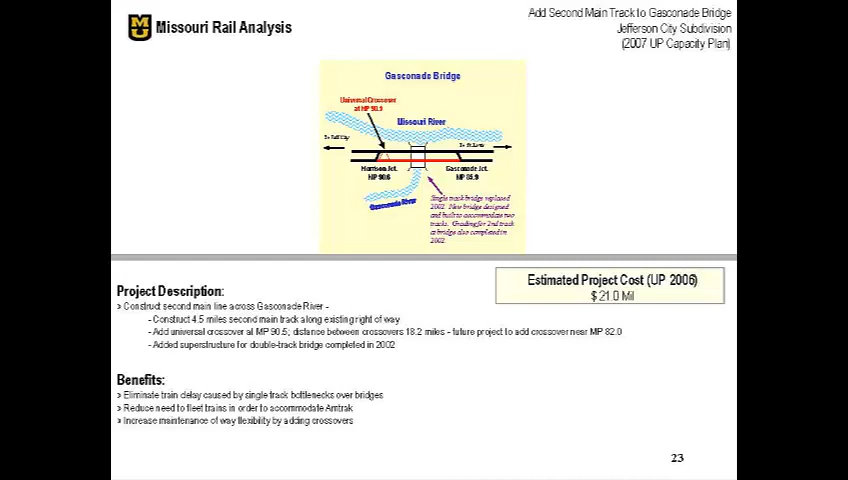 MU
Missouri Rail Analysis
Add Second Main Track to Gasconade Bridge
Jefferson City Subdivision
(2007 UP Capacity Plan)
Gasconade Bridge
Universal Crossover
at MP 90.5
Missouri River
Harrison Jct.
MP 90.6
Gasconade Jct.
MP 85.9
Gasconade River
Single track bridge replaced
2002. New bridge designed
and built to accommodate two
tracks. Grading for 2nd track
at bridge also completed in
2002.
Estimated Project Cost (UP 2006)
$ 21.0 Mil
Project Description:
› Construct second main line across Gasconade River -
- Construct 4.5 miles second main track along existing right of way
- Add universal crossover at MP 90.5; distance between crossovers 18.2 miles - future project to add crossover near MP 82.0
- Added superstructure for double-track bridge completed in 2002
Benefits:
› Eliminate train delay caused by single track bottlenecks over bridges
› Reduce need to fleet trains in order to accommodate Amtrak
› Increase maintenance of way flexibility by adding crossovers
23